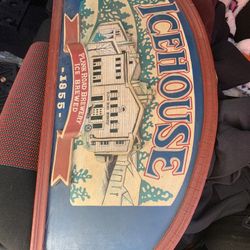 ICEHOUSE
PLANK ROAD BREWERY
ICE BREWED
- 1855 -